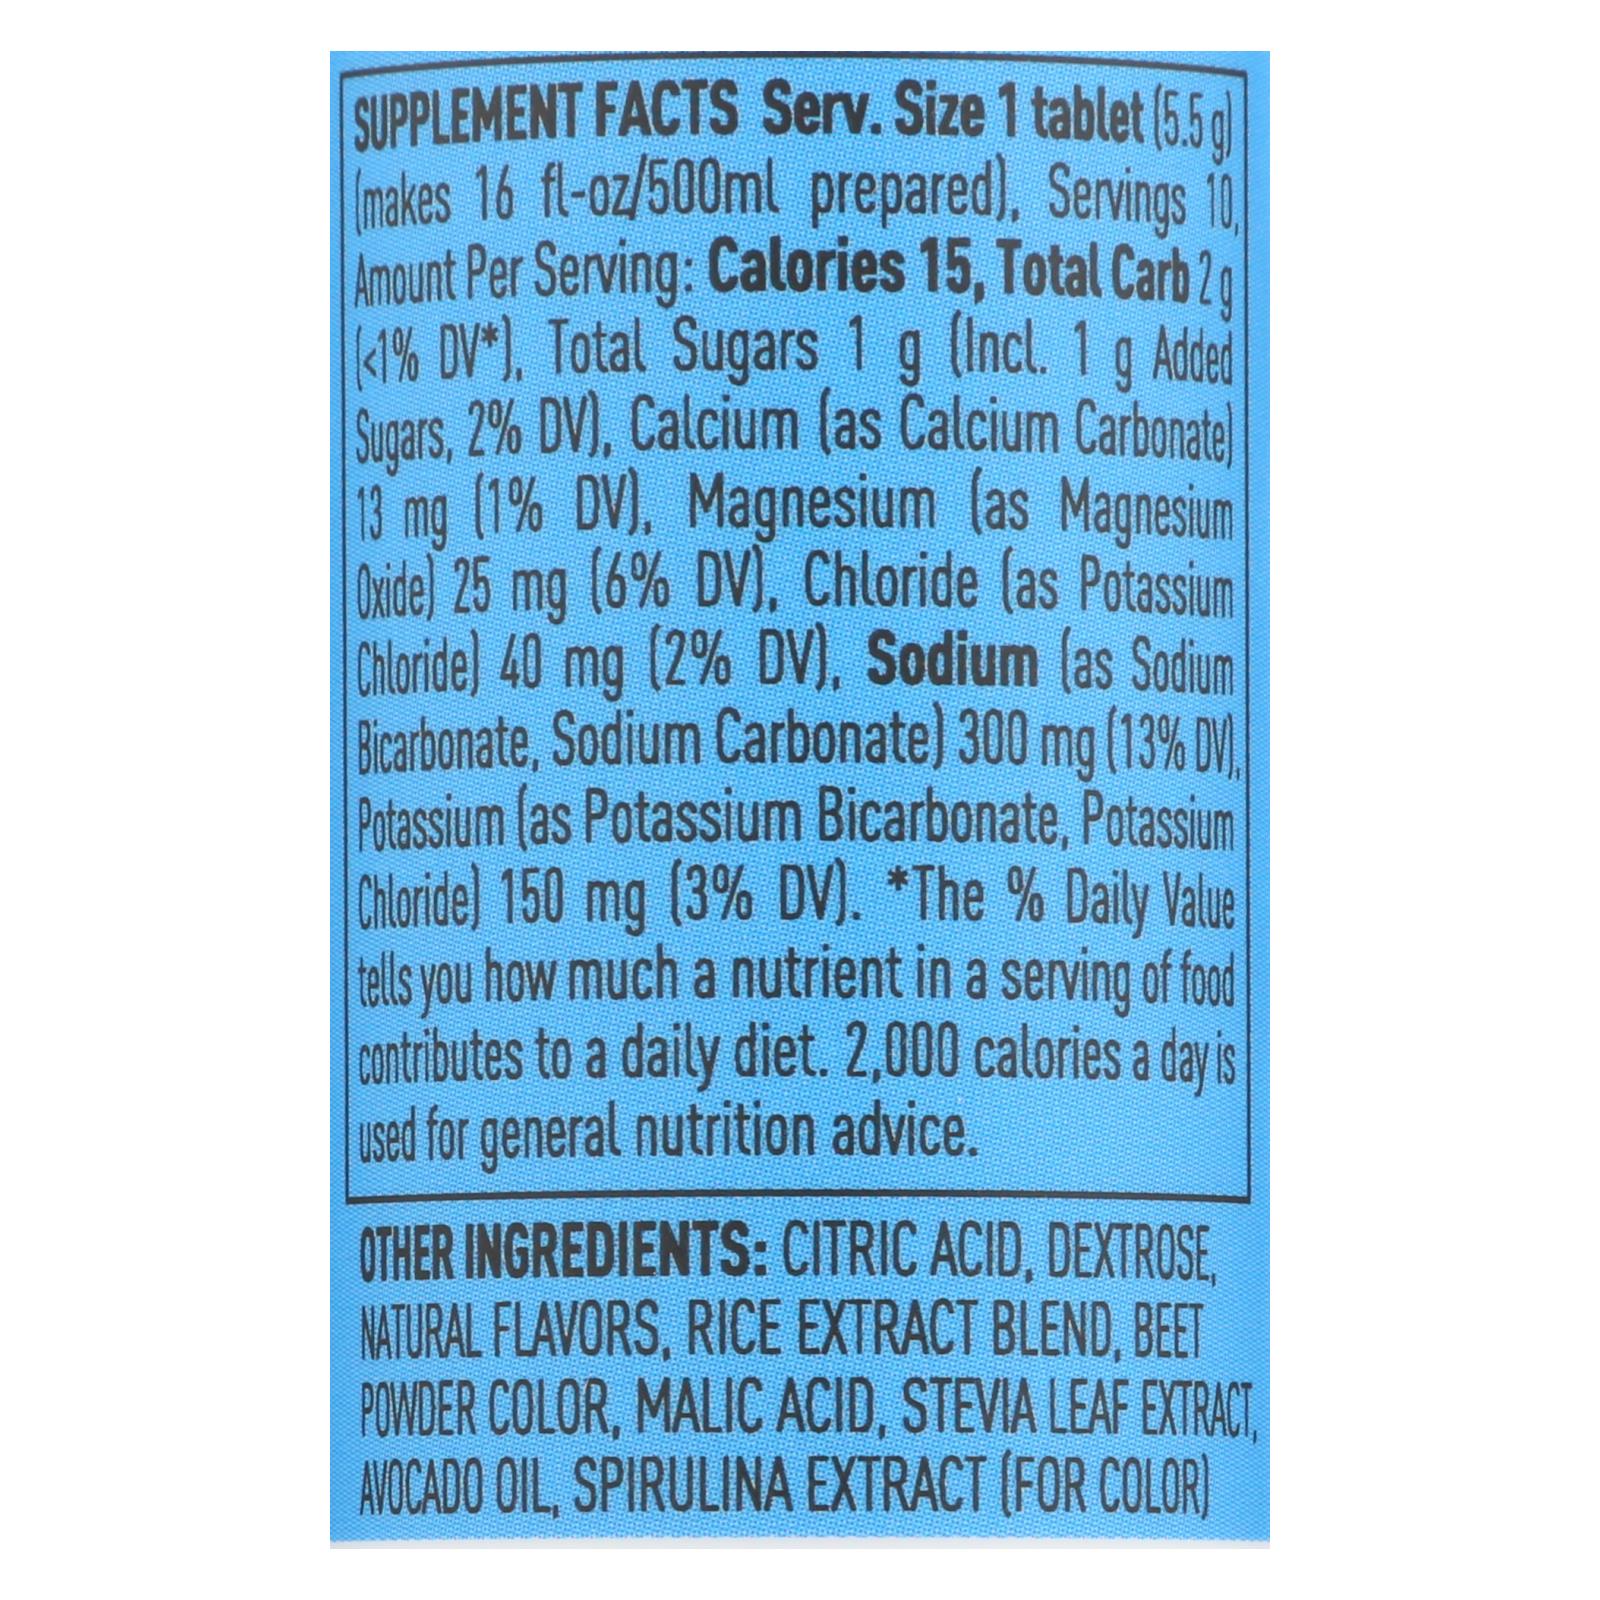 SUPPLEMENT FACTS Serv. Size 1 tablet (5.5 g)
(makes 16 fl-oz/500ml prepared), Servings 10,
Amount Per Serving: Calories 15, Total Carb 2 g
(<1% DV*), Total Sugars 1 g (Incl. 1 g Added
Sugars, 2% DV), Calcium (as Calcium Carbonate)
13 mg (1% DV), Magnesium (as Magnesium
Oxide) 25 mg (6% DV), Chloride (as Potassium
Chloride) 40 mg (2% DV), Sodium (as Sodium
Bicarbonate, Sodium Carbonate) 300 mg (13% DV),
Potassium (as Potassium Bicarbonate, Potassium
Chloride) 150 mg (3% DV). *The % Daily Value
tells you how much a nutrient in a serving of food
contributes to a daily diet. 2,000 calories a day is
used for general nutrition advice.
OTHER INGREDIENTS: CITRIC ACID, DEXTROSE,
NATURAL FLAVORS, RICE EXTRACT BLEND, BEET
POWDER COLOR, MALIC ACID, STEVIA LEAF EXTRACT,
AVOCADO OIL, SPIRULINA EXTRACT (FOR COLOR)